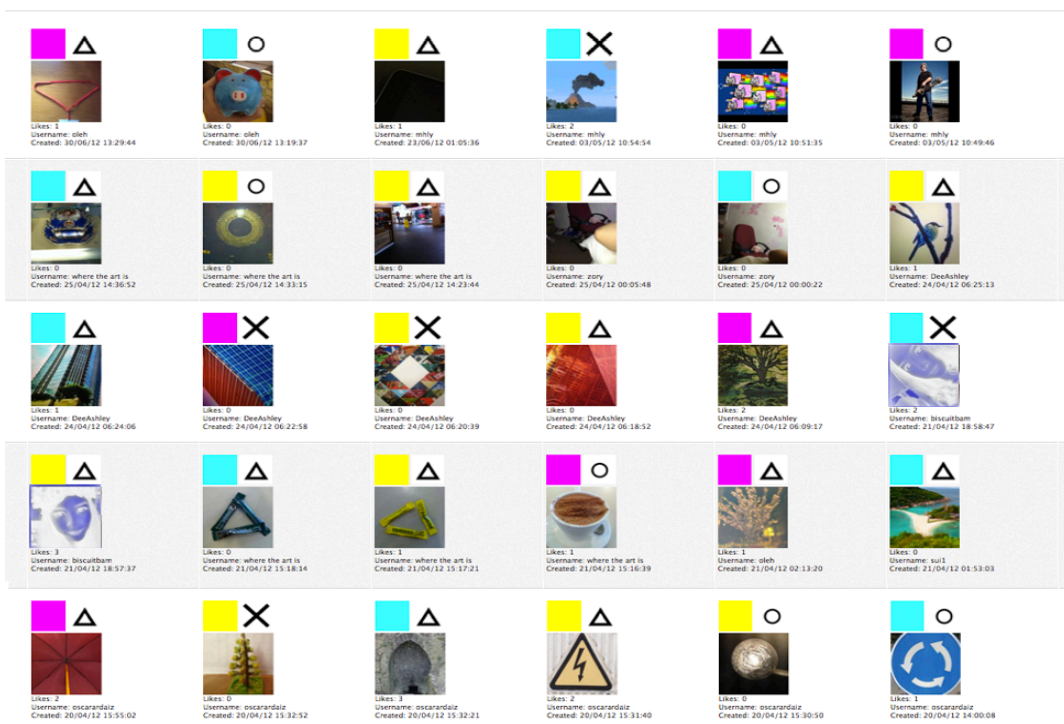 Likes: 1
Username: oleh
Created: 30/06/12 13:29:44
Likes: 0
Username: oleh
Created: 30/06/12 13:19:37
Likes: 1
Username: mhly
Created: 23/06/12 01:05:36
Likes: 2
Username: mhly
Created: 03/05/12 10:54:54
Likes: 0
Username: mhly
Created: 03/05/12 10:51:35
Likes: 0
Username: mhly
Created: 03/05/12 10:49:46
Likes: 0
Username: where the art is
Created: 25/04/12 14:36:52
Likes: 0
Username: where the art is
Created: 25/04/12 14:33:15
Likes: 0
Username: where the art is
Created: 25/04/12 14:23:44
Likes: 0
Username: zory
Created: 25/04/12 00:05:48
Likes: 0
Username: zory
Created: 25/04/12 00:00:22
Likes: 1
Username: DeeAshley
Created: 24/04/12 06:25:13
Likes: 1
Username: DeeAshley
Created: 24/04/12 06:24:06
Likes: 0
Username: DeeAshley
Created: 24/04/12 06:22:58
Likes: 0
Username: DeeAshley
Created: 24/04/12 06:20:39
Likes: 0
Username: DeeAshley
Created: 24/04/12 06:18:52
Likes: 2
Username: DeeAshley
Created: 24/04/12 06:09:17
Likes: 2
Username: biscuitbam
Created: 21/04/12 18:58:47
Likes: 3
Username: biscuitbam
Created: 21/04/12 18:57:37
Likes: 0
Username: where the art is
Created: 21/04/12 15:18:14
Likes: 1
Username: where the art is
Created: 21/04/12 15:17:21
Likes: 1
Username: where the art is
Created: 21/04/12 15:16:39
Likes: 1
Username: oleh
Created: 21/04/12 02:13:20
Likes: 0
Username: sui1
Created: 21/04/12 01:53:03
Likes: 2
Username: oscarardaiz
Created: 20/04/12 15:55:02
Likes: 0
Username: oscarardaiz
Created: 20/04/12 15:32:52
Likes: 3
Username: oscarardaiz
Created: 20/04/12 15:32:21
Likes: 2
Username: oscarardaiz
Created: 20/04/12 15:31:40
Likes: 0
Username: oscarardaiz
Created: 20/04/12 15:30:50
Likes: 1
Username: oscarardaiz
Created: 20/04/12 14:00:08